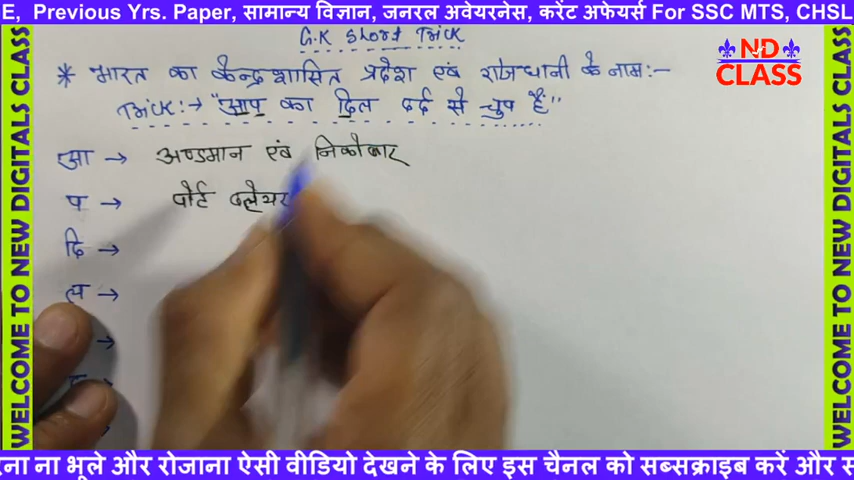 E, Previous Yrs. Paper, सामान्य विज्ञान, जनरल अवेयरनेस, करेंट अफेयर्स For SSC MTS, CHSL
G.K Short Trick
ND
CLASS
* भारत का केन्द्रशासित प्रदेश एवं राजधानी के नाम:-
Trick:→ "आप का दिल दर्द से चुप है"
आ → अण्डमान एवं निकोबार
प → पोर्ट ब्लेयर
दि →
ल →
→
WELCOME TO NEW DIGITALS CLASS
WELCOME TO NEW DIGITALS CLASS
रना ना भूले और रोजाना ऐसी वीडियो देखने के लिए इस चैनल को सब्सक्राइब करें और स